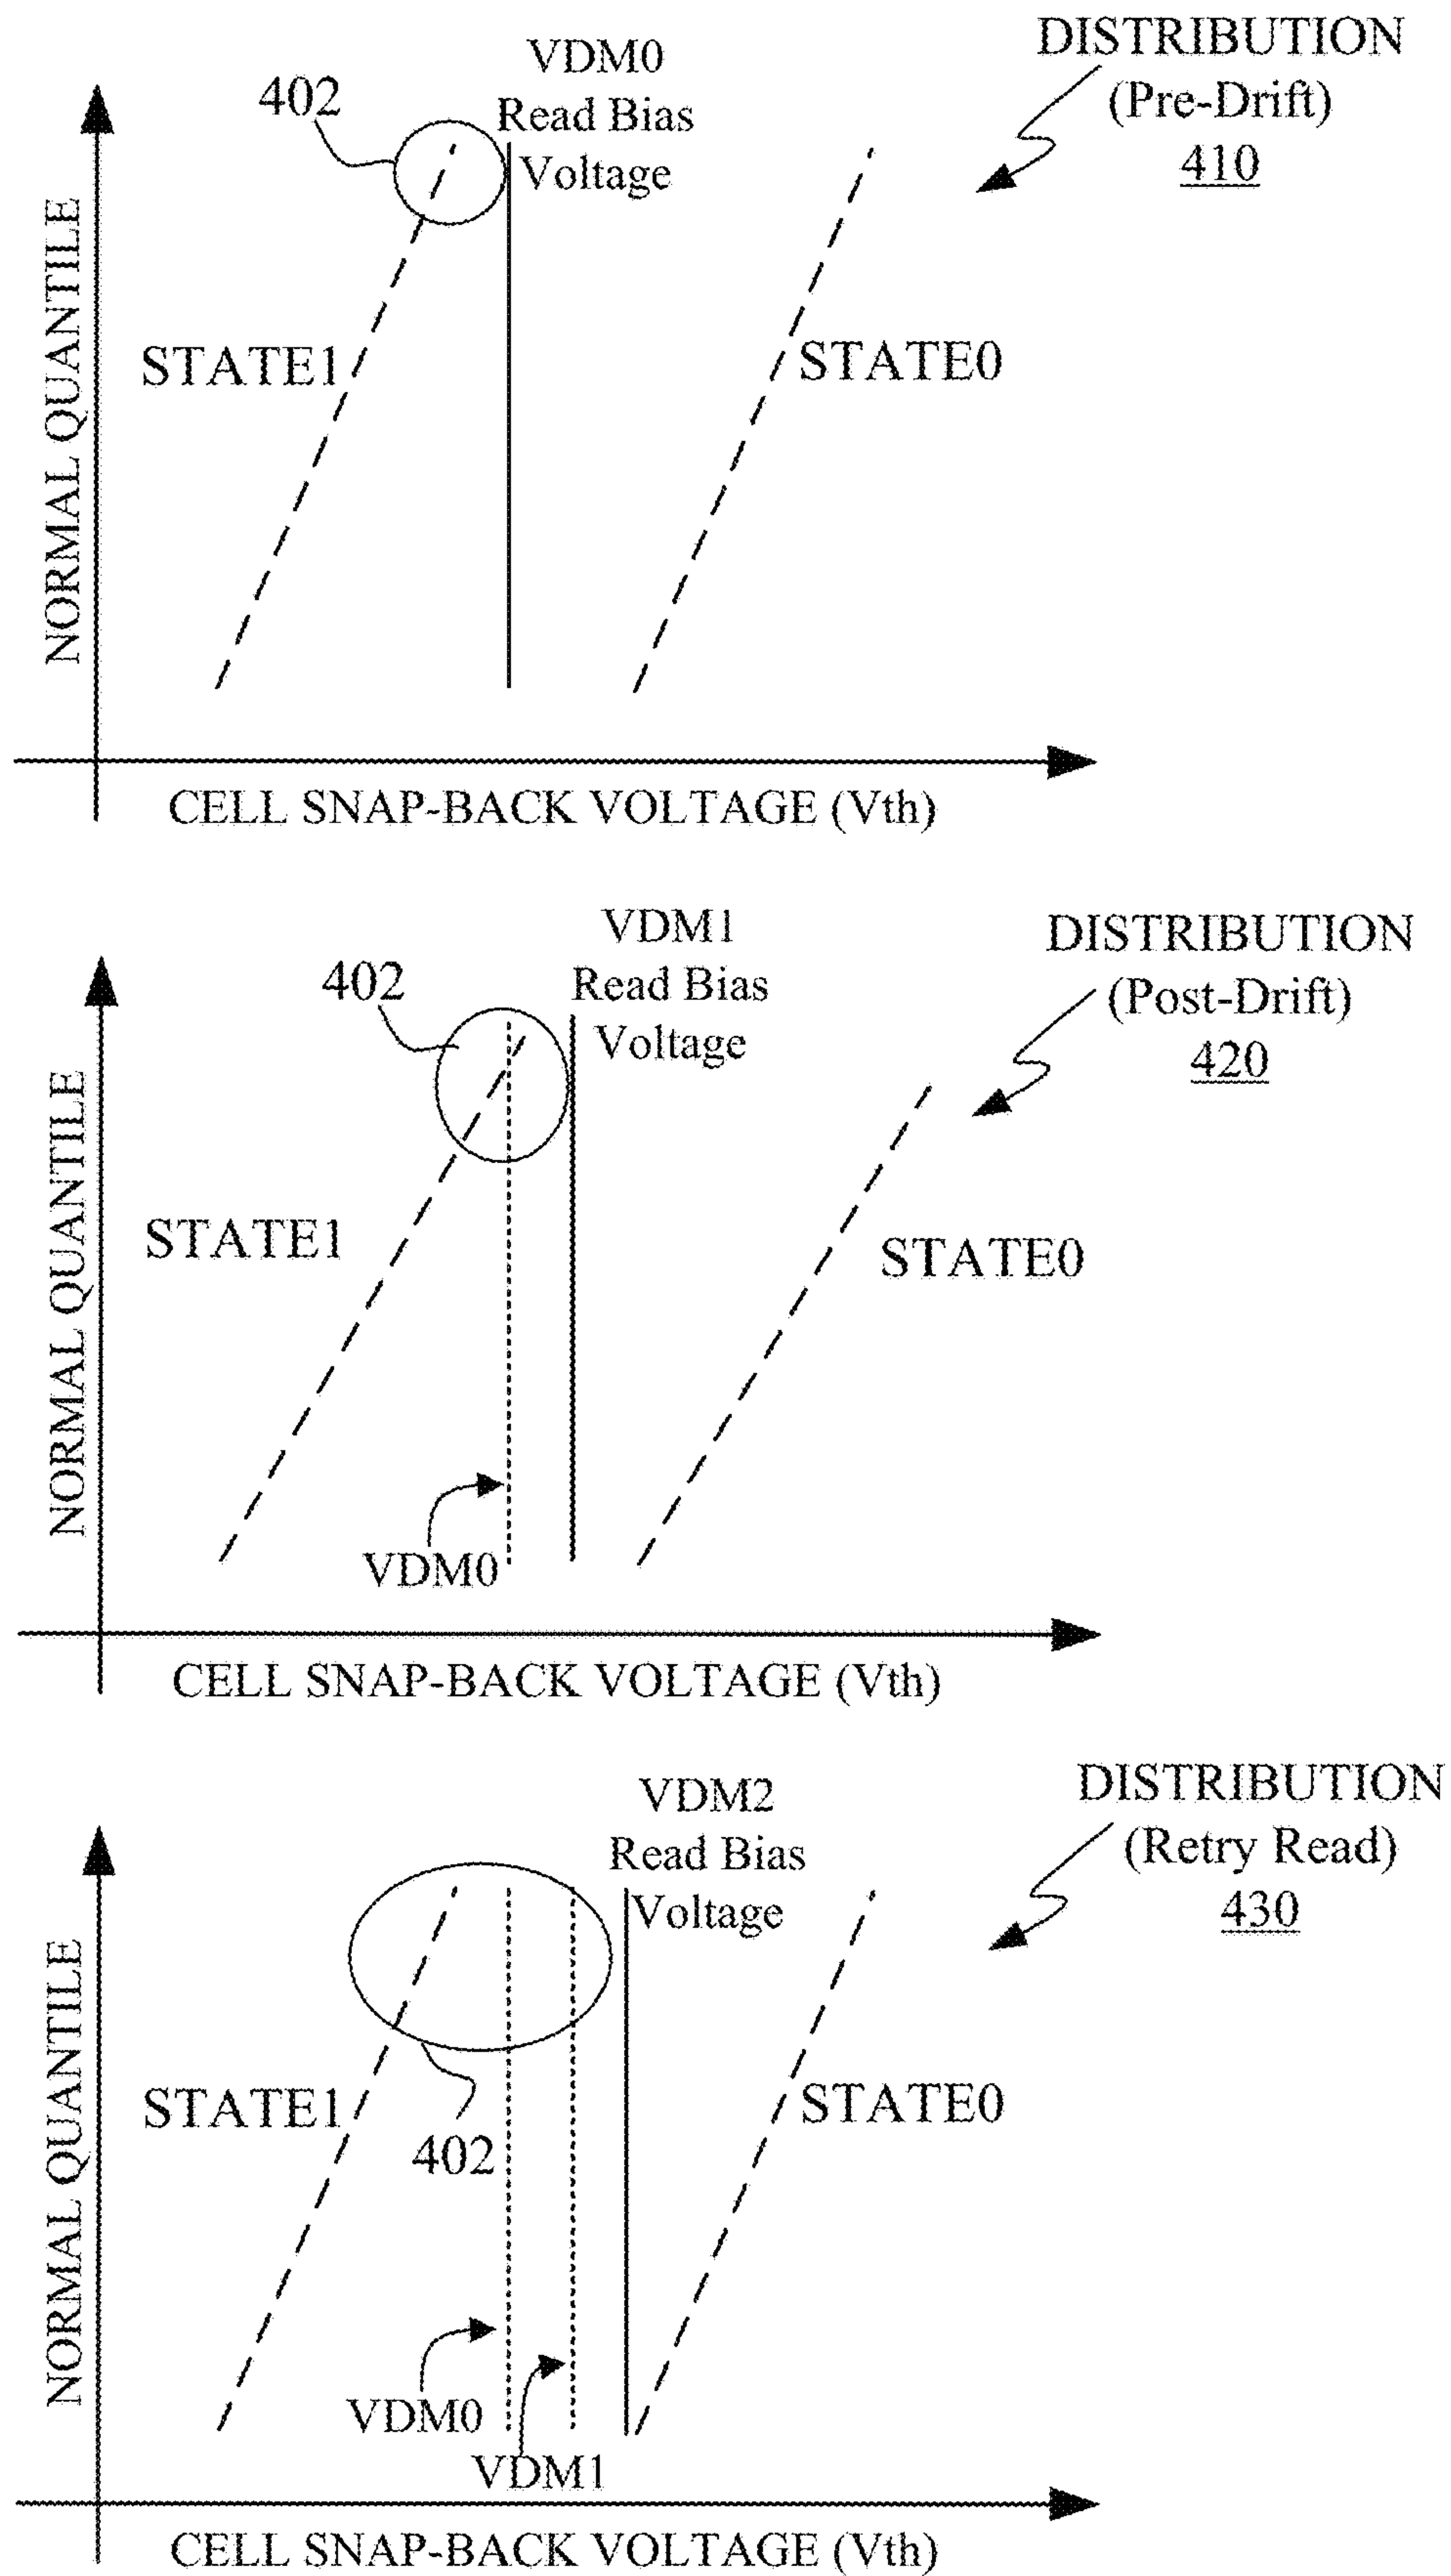 DISTRIBUTION
(Pre-Drift)
410
VDM0
Read Bias
Voltage
402
NORMAL QUANTILE
STATE1
STATE0
CELL SNAP-BACK VOLTAGE (Vth)
DISTRIBUTION
(Post-Drift)
420
VDM1
Read Bias
Voltage
402
NORMAL QUANTILE
STATE1
STATE0
VDM0
CELL SNAP-BACK VOLTAGE (Vth)
DISTRIBUTION
(Retry Read)
430
VDM2
Read Bias
Voltage
NORMAL QUANTILE
STATE1
402
STATE0
VDM0
VDM1
CELL SNAP-BACK VOLTAGE (Vth)